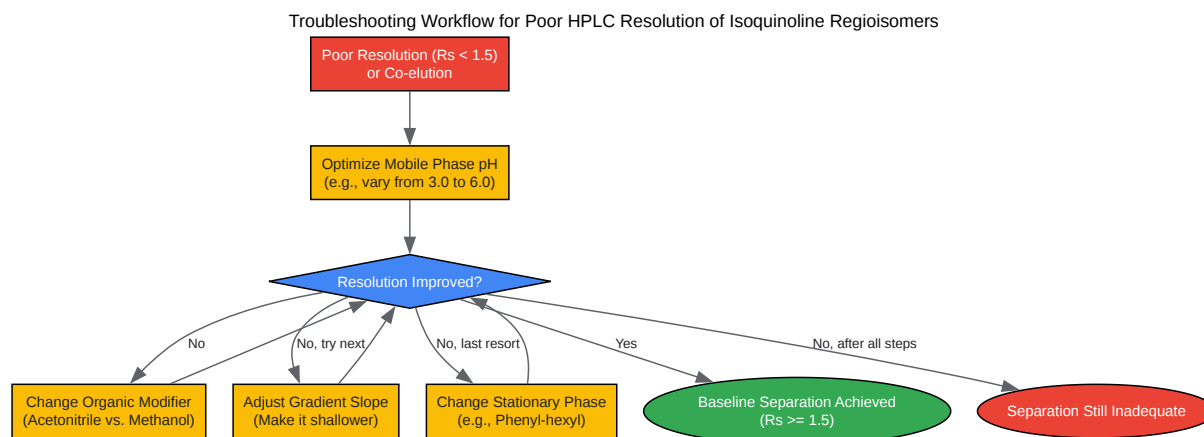 Troubleshooting Workflow for Poor HPLC Resolution of Isoquinoline Regioisomers
Poor Resolution (Rs < 1.5)
or Co-elution
Optimize Mobile Phase pH
(e.g., vary from 3.0 to 6.0)
Resolution Improved?
No
No, try next
No, last resort
Yes
No, after all steps
Change Organic Modifier
(Acetonitrile vs. Methanol)
Adjust Gradient Slope
(Make it shallower)
Change Stationary Phase
(e.g., Phenyl-hexyl)
Baseline Separation Achieved
(Rs >= 1.5)
Separation Still Inadequate